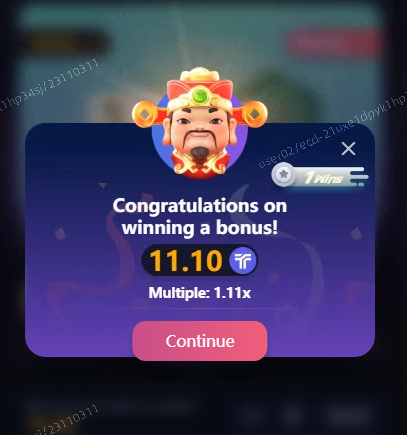 1 Wins
Congratulations on
winning a bonus!
11.10
Multiple: 1.11x
Continue